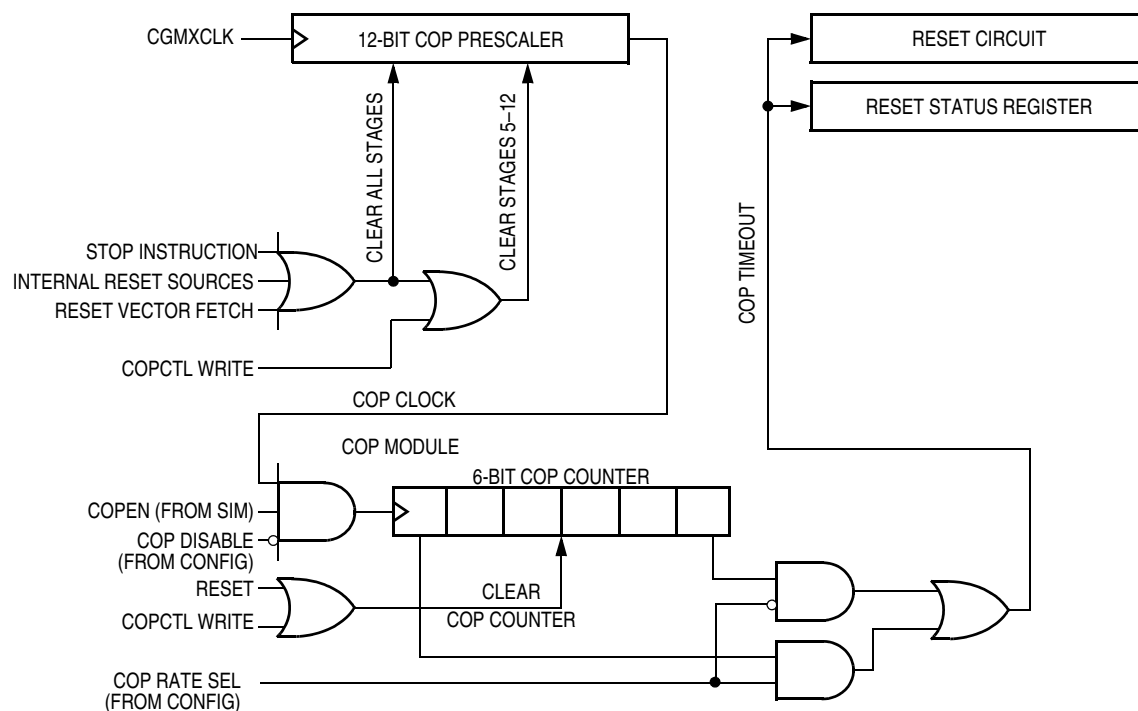 CGMXCLK
12-BIT COP PRESCALER
RESET CIRCUIT
RESET STATUS REGISTER
CLEAR ALL STAGES
CLEAR STAGES 5–12
STOP INSTRUCTION
INTERNAL RESET SOURCES
RESET VECTOR FETCH
COPCTL WRITE
COP TIMEOUT
COP CLOCK
COP MODULE
6-BIT COP COUNTER
COPEN (FROM SIM)
COP DISABLE
(FROM CONFIG)
RESET
COPCTL WRITE
CLEAR
COP COUNTER
COP RATE SEL
(FROM CONFIG)